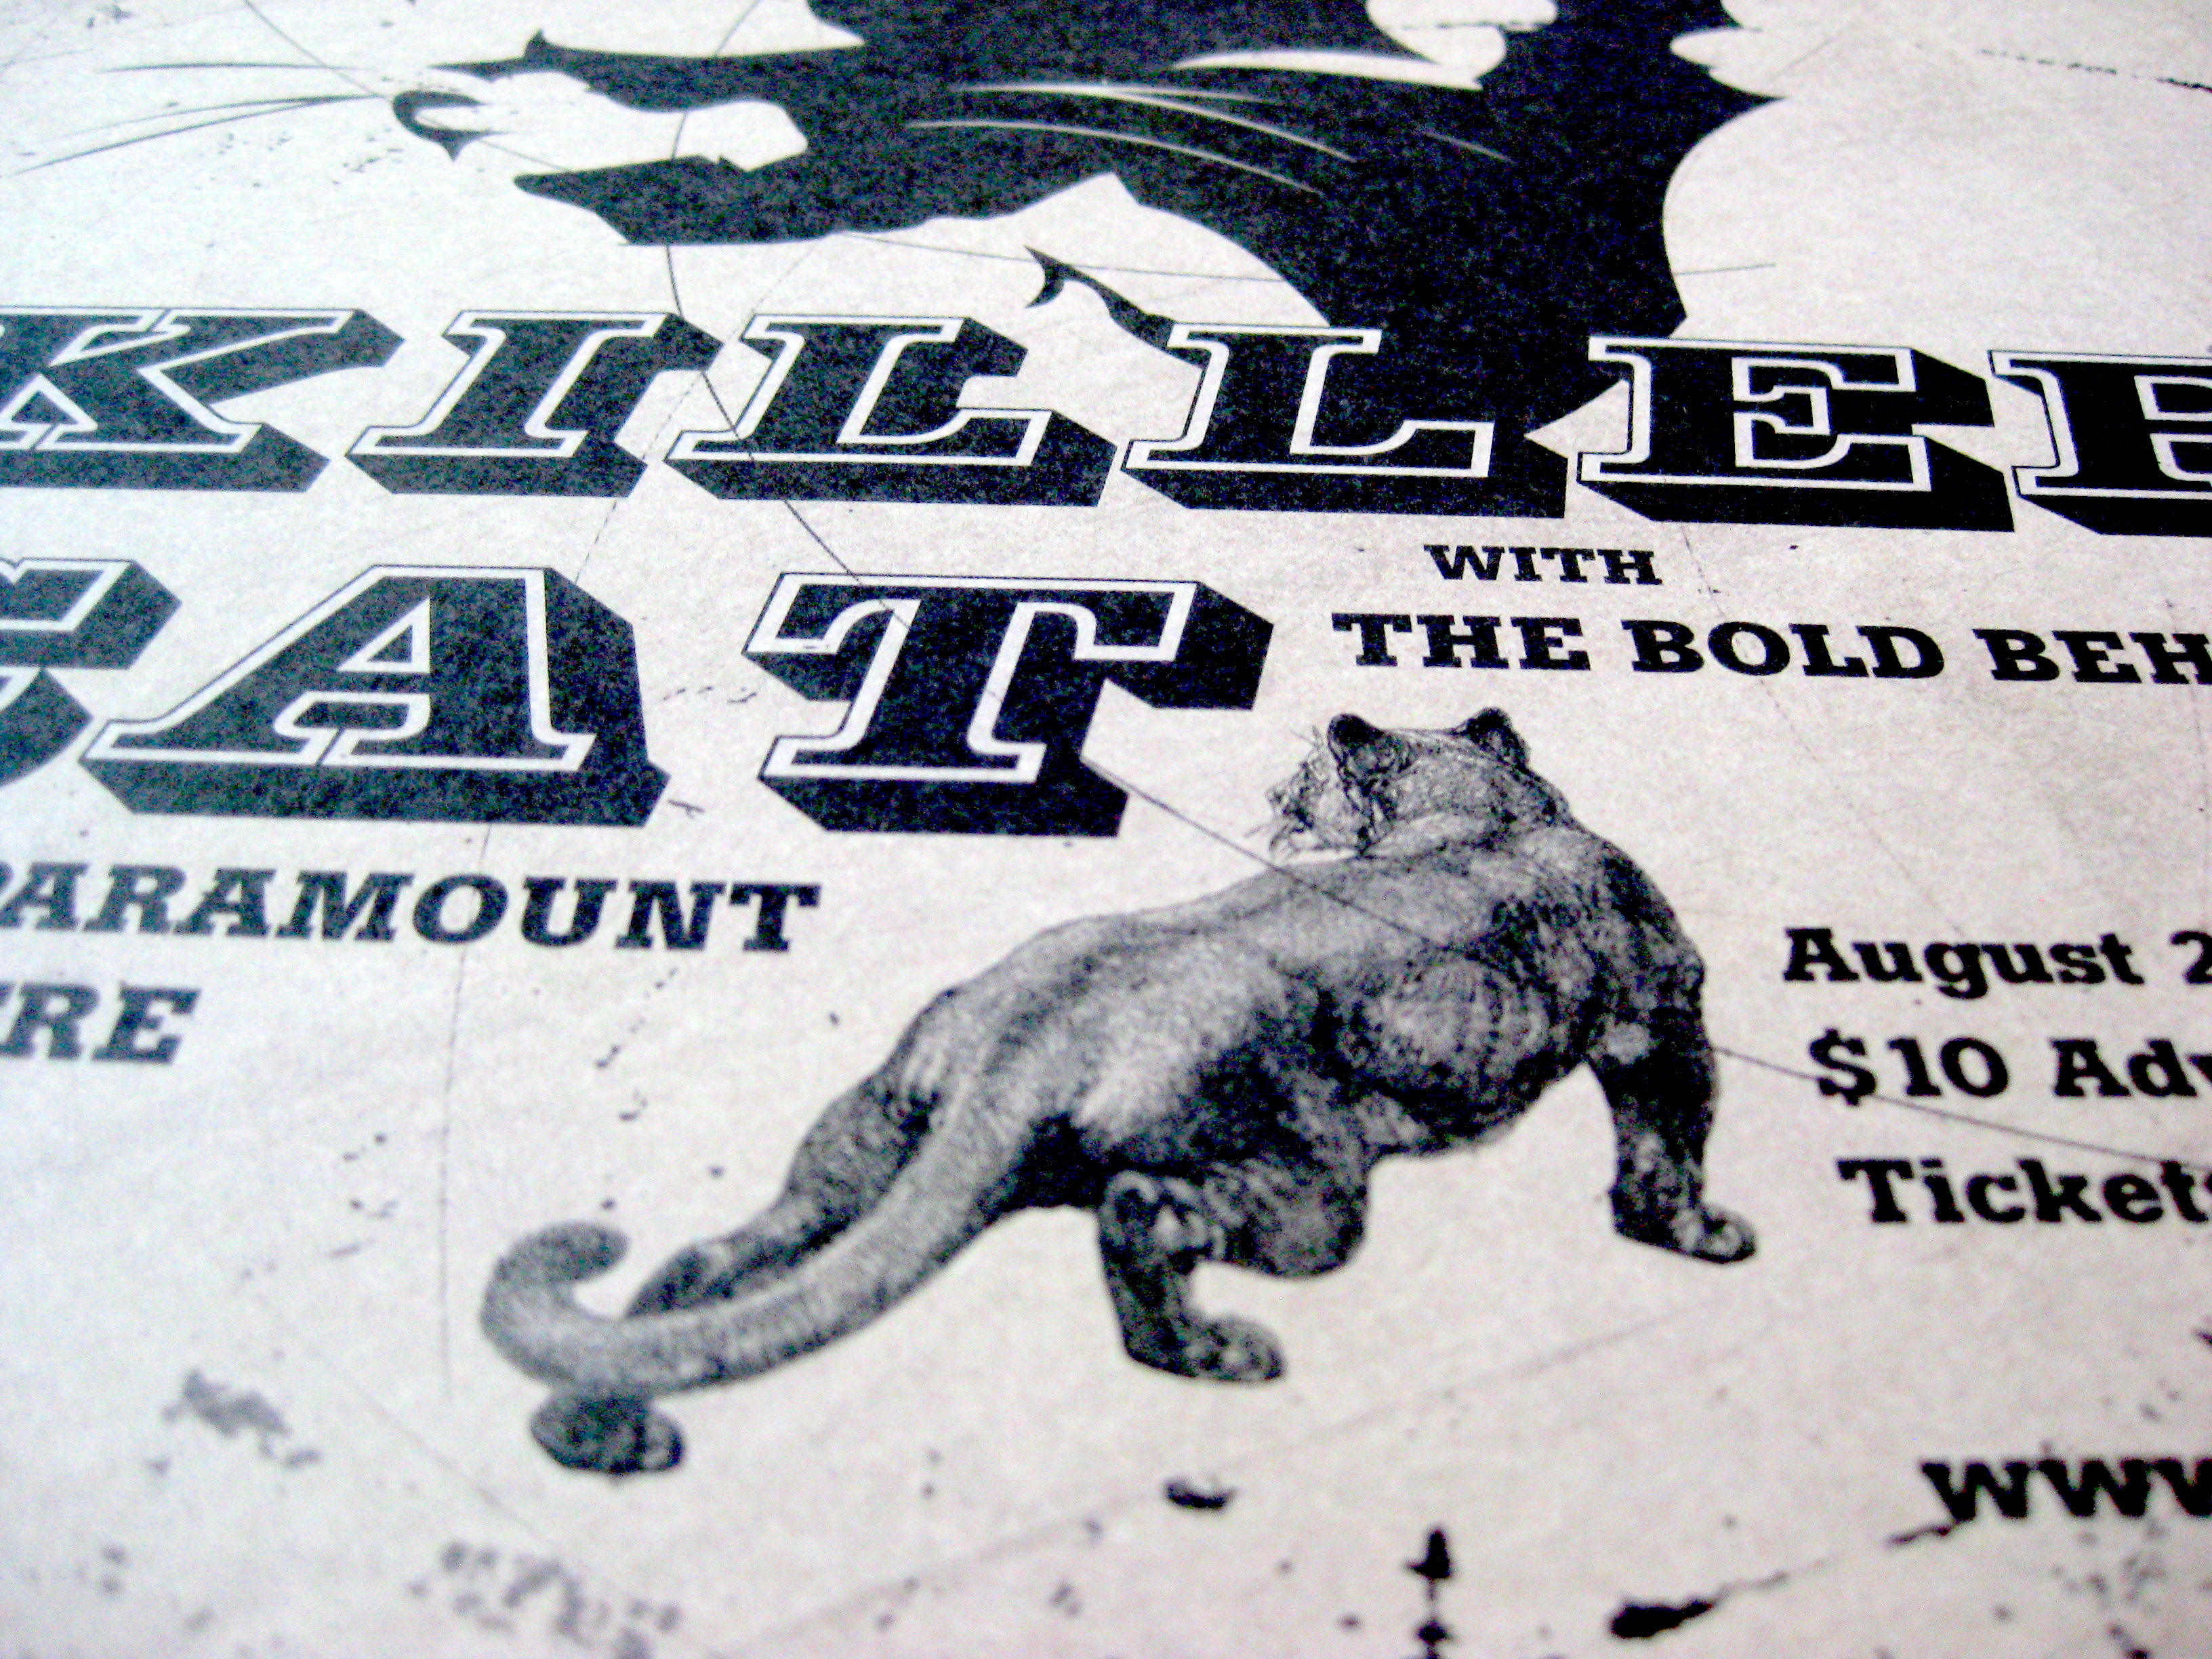 KILLER
CAT
WITH
THE BOLD BEH
PARAMOUNT
RE
August 2
$10 Adv
Ticket
www